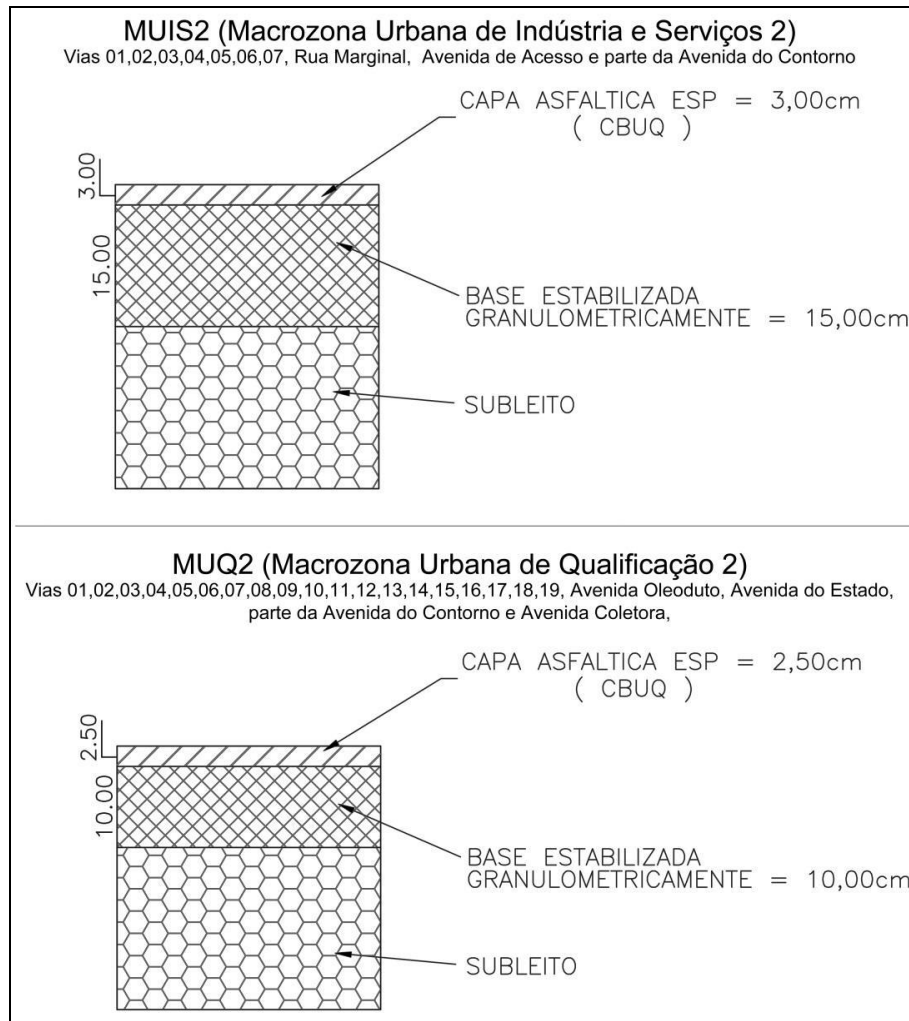 MUIS2 (Macrozona Urbana de Indústria e Serviços 2)
Vias 01,02,03,04,05,06,07, Rua Marginal, Avenida de Acesso e parte da Avenida do Contorno
CAPA ASFALTICA ESP = 3,00cm
( CBUQ )
3.00
15.00
BASE ESTABILIZADA
GRANULOMETRICAMENTE = 15,00cm
SUBLEITO
MUQ2 (Macrozona Urbana de Qualificação 2)
Vias 01,02,03,04,05,06,07,08,09,10,11,12,13,14,15,16,17,18,19, Avenida Oleoduto, Avenida do Estado,
parte da Avenida do Contorno e Avenida Coletora,
CAPA ASFALTICA ESP = 2,50cm
( CBUQ )
2.50
10.00
BASE ESTABILIZADA
GRANULOMETRICAMENTE = 10,00cm
SUBLEITO